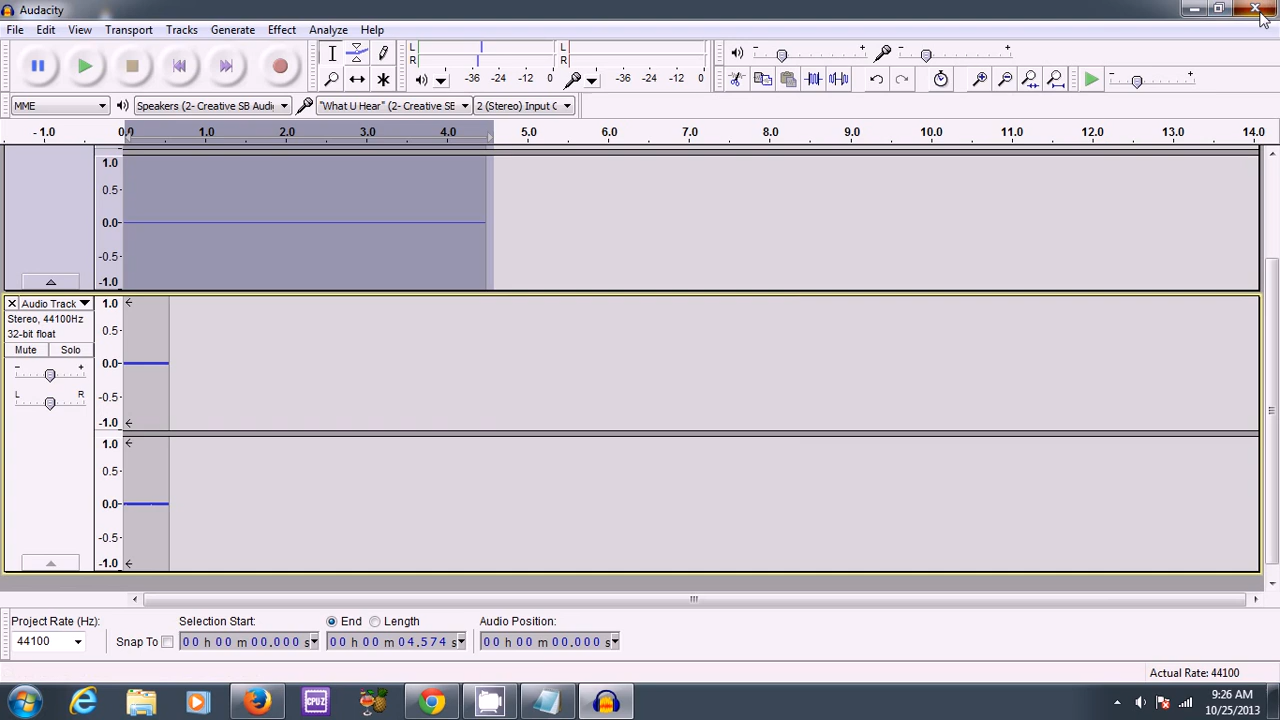 Audacity
File Edit View Transport Tracks Generate Effect Analyze Help
L L
R R
-36 -24 -12 0 -36 -24 -12 0
MME Speakers (2- Creative SB Audi "What U Hear" (2- Creative SB 2 (Stereo) Input C
- 1.0 0.0 1.0 2.0 3.0 4.0 5.0 6.0 7.0 8.0 9.0 10.0 11.0 12.0 13.0 14.0
1.0
0.5
0.0
-0.5
-1.0
Audio Track 1.0
Stereo, 44100Hz
32-bit float 0.5
Mute Solo
0.0
- +
L R -0.5
-1.0
1.0
0.5
0.0
-0.5
-1.0
Project Rate (Hz): Selection Start: End Length Audio Position:
44100 Snap To 00 h 00 m 00.000 s 00 h 00 m 04.574 s 00 h 00 m 00.000 s
Actual Rate: 44100
CPUZ
9:26 AM
10/25/2013